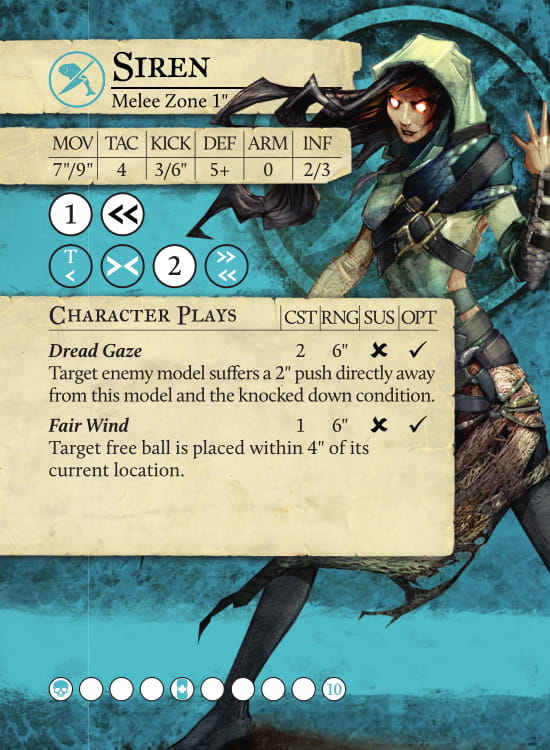 SIREN
Melee Zone 1"
MOV TAC KICK DEF ARM INF
7"/9" 4 3/6" 5+ 0 2/3
1 <<
T < >< 2 >> <<
CHARACTER PLAYS CST RNG SUS OPT
Dread Gaze 2 6" ✘ ✓
Target enemy model suffers a 2" push directly away
from this model and the knocked down condition.
Fair Wind 1 6" ✘ ✓
Target free ball is placed within 4" of its
current location.
10